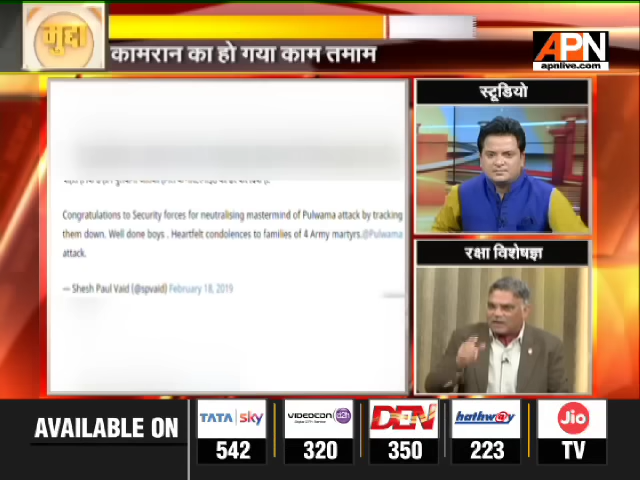 मुद्दा
कामरान का हो गया काम तमाम
APN
apnlive.com
स्टूडियो
Congratulations to Security forces for neutralising mastermind of Pulwama attack by tracking
them down. Well done boys . Heartfelt condolences to families of 4 Army martyrs.@Pulwama
attack.
— Shesh Paul Vaid (@spvaid) February 18, 2019
रक्षा विशेषज्ञ
AVAILABLE ON
TATA sky
542
VIDEOCON d2h
320
DEN
350
hathway
223
Jio
TV